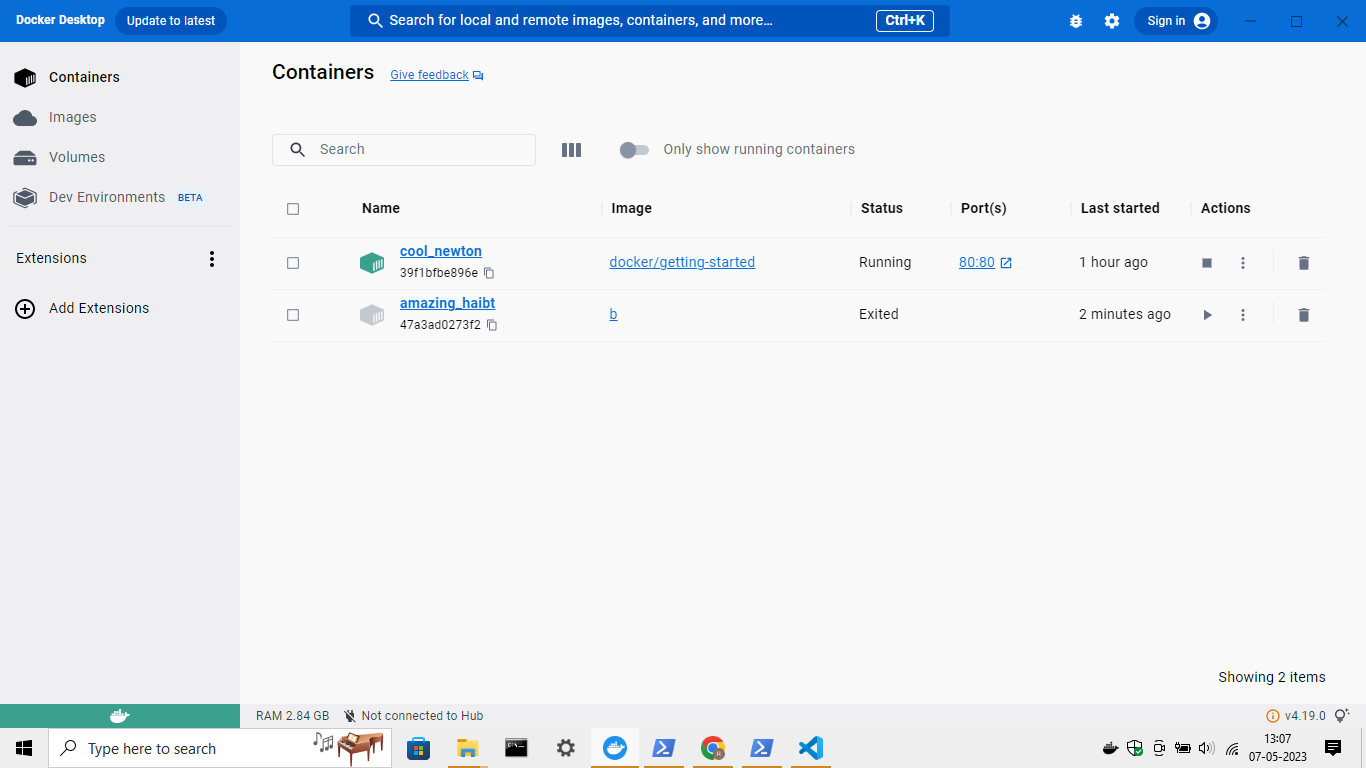 Docker Desktop Update to latest Search for local and remote images, containers, and more... Ctrl+K Sign in
Containers
Images
Volumes
Dev Environments BETA
Extensions
Add Extensions
Containers Give feedback
Search Only show running containers
Name Image Status Port(s) Last started Actions
cool_newton docker/getting-started Running 80:80 1 hour ago
39f1bfbe896e
amazing_haibt b Exited 2 minutes ago
47a3ad0273f2
Showing 2 items
RAM 2.84 GB Not connected to Hub v4.19.0
Type here to search 13:07
07-05-2023